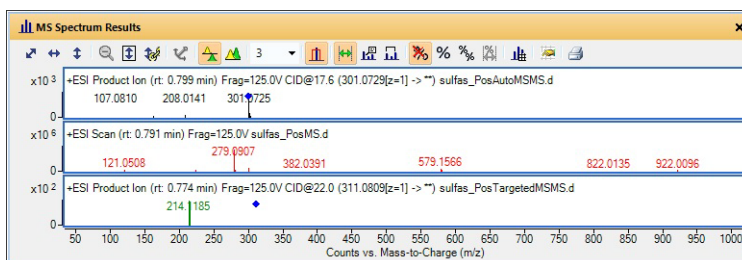 MS Spectrum Results
3
x10 3
+ESI Product Ion (rt: 0.799 min) Frag=125.0V CID@17.6 (301.0729[z=1] -> **) sulfas_PosAutoMSMS.d
107.0810 208.0141 301.0725
0
x10 6
+ESI Scan (rt: 0.791 min) Frag=125.0V sulfas_PosMS.d
279.0907
121.0508 382.0391 579.1566 822.0135 922.0096
0
x10 2
+ESI Product Ion (rt: 0.774 min) Frag=125.0V CID@22.0 (311.0809[z=1] -> **) sulfas_PosTargetedMSMS.d
0
50 100 150 200 250 300 350 400 450 500 550 600 650 700 750 800 850 900 950 1000
Counts vs. Mass-to-Charge (m/z)